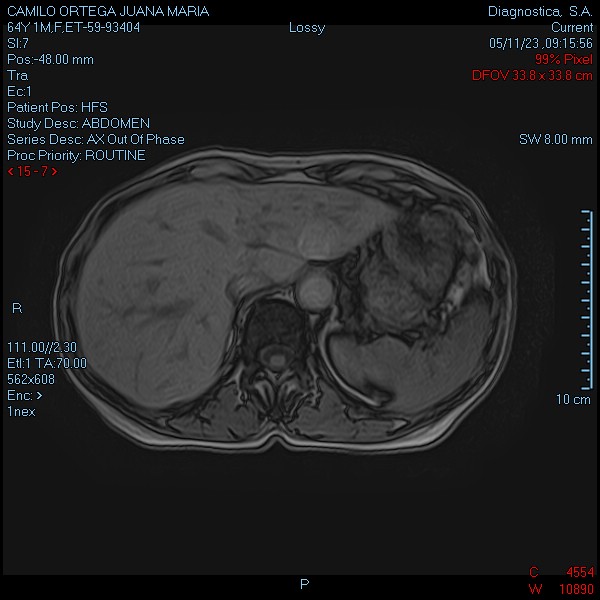 CAMILO ORTEGA JUANA MARIA
64Y 1M,F,ET-59-93404
Sl:7
Pos:-48.00 mm
Tra
Ec:1
Patient Pos: HFS
Study Desc: ABDOMEN
Series Desc: AX Out Of Phase
Proc Priority: ROUTINE
< 15 - 7 >
Lossy
Diagnostica, S.A.
Current
05/11/23 ,09:15:56
99% Pixel
DFOV 33.8 x 33.8 cm
SW 8.00 mm
R
111.00//2.30
Etl:1 TA:70.00
562x608
Enc: >
1nex
10 cm
P
C 4554
W 10890